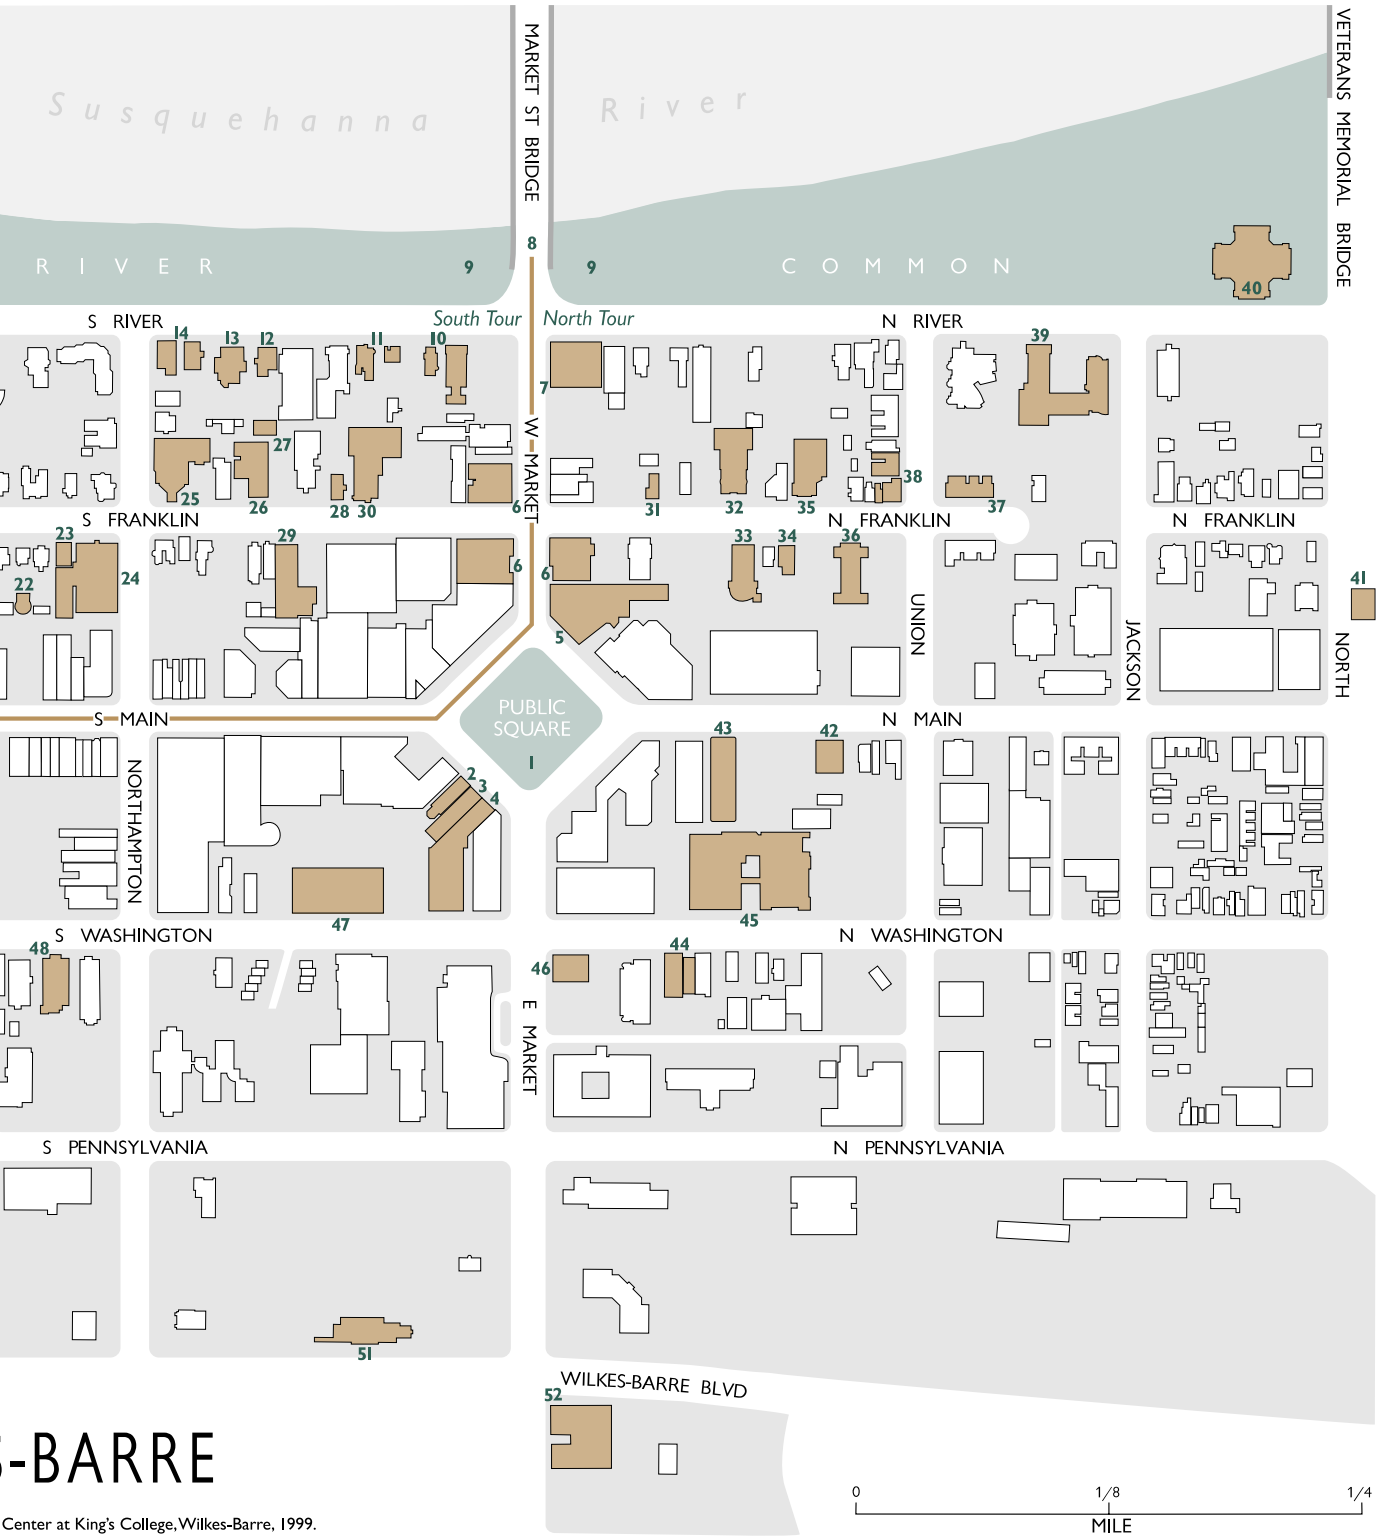 MARKET ST BRIDGE
VETERANS MEMORIAL BRIDGE
Susquehanna River
8
RIVER
9
9
COMMON
40
S RIVER
South Tour
North Tour
N RIVER
14
13
12
11
10
39
7
W MARKET
27
25
26
28
30
6
31
32
35
38
37
S FRANKLIN
N FRANKLIN
N FRANKLIN
23
24
22
29
6
6
33
34
36
41
5
UNION
JACKSON
NORTH
S MAIN
PUBLIC
SQUARE
1
N MAIN
NORTHAMPTON
2
3
4
43
42
47
45
S WASHINGTON
N WASHINGTON
48
46
44
E MARKET
S PENNSYLVANIA
N PENNSYLVANIA
51
WILKES-BARRE BLVD
52
-BARRE
0
1/8
1/4
MILE
Center at King's College, Wilkes-Barre, 1999.